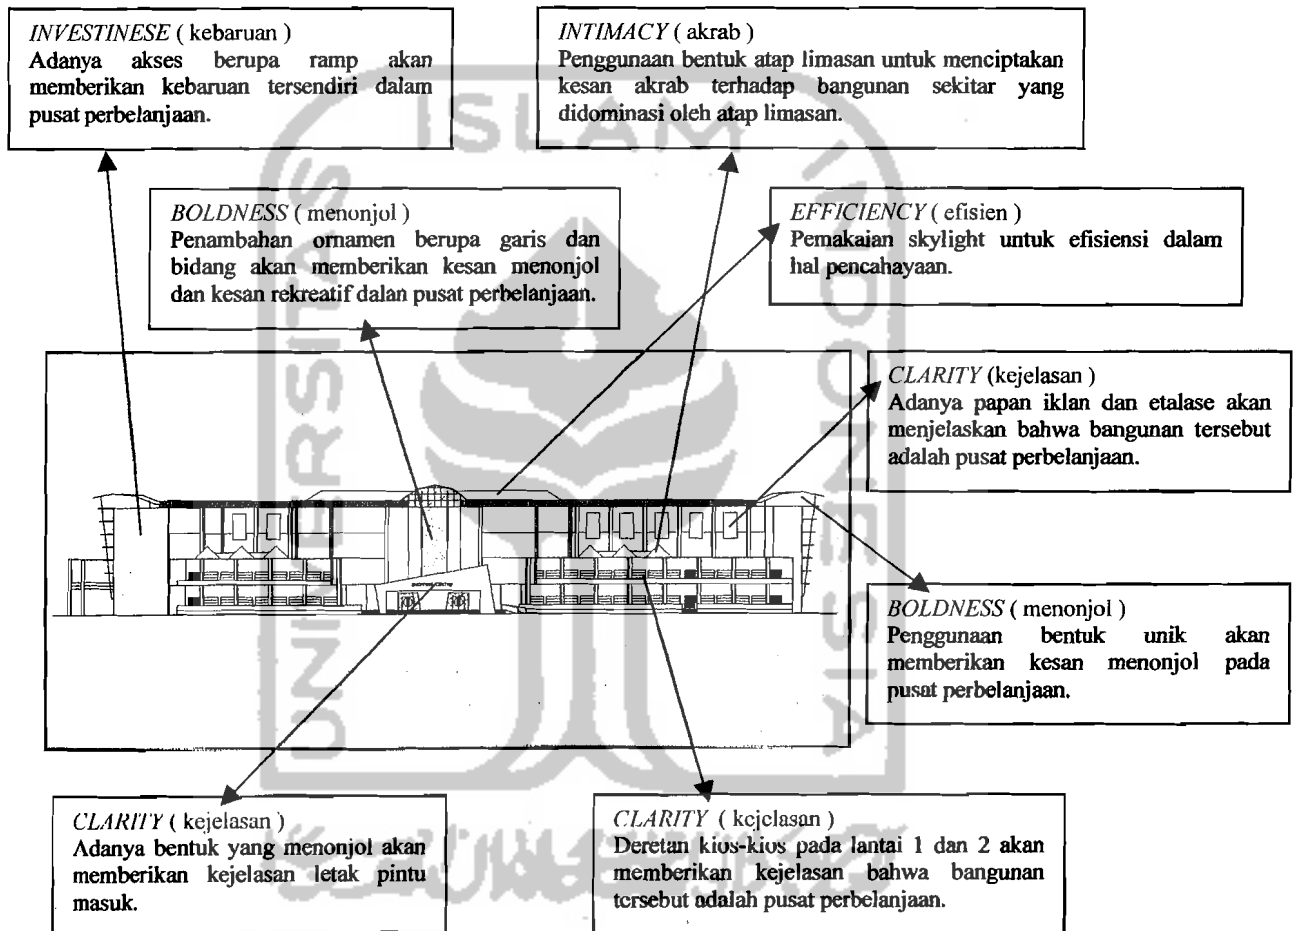 INVESTINESE ( kebaruan )
Adanya akses berupa ramp akan
memberikan kebaruan tersendiri dalam
pusat perbelanjaan.
INTIMACY ( akrab )
Penggunaan bentuk atap limasan untuk menciptakan
kesan akrab terhadap bangunan sekitar yang
didominasi oleh atap limasan.
BOLDNESS ( menonjol )
Penambahan ornamen berupa garis dan
bidang akan memberikan kesan menonjol
dan kesan rekreatif dalan pusat perbelanjaan.
EFFICIENCY ( efisien )
Pemakaian skylight untuk efisiensi dalam
hal pencahayaan.
CLARITY (kejelasan )
Adanya papan iklan dan etalase akan
menjelaskan bahwa bangunan tersebut
adalah pusat perbelanjaan.
BOLDNESS ( menonjol )
Penggunaan bentuk unik akan
memberikan kesan menonjol pada
pusat perbelanjaan.
CLARITY ( kejelasan )
Adanya bentuk yang menonjol akan
memberikan kejelasan letak pintu
masuk.
CLARITY ( kejelasan )
Deretan kios-kios pada lantai 1 dan 2 akan
memberikan kejelasan bahwa bangunan
tersebut adalah pusat perbelanjaan.
UNIVERSITAS
ISLAM
INDONESIA